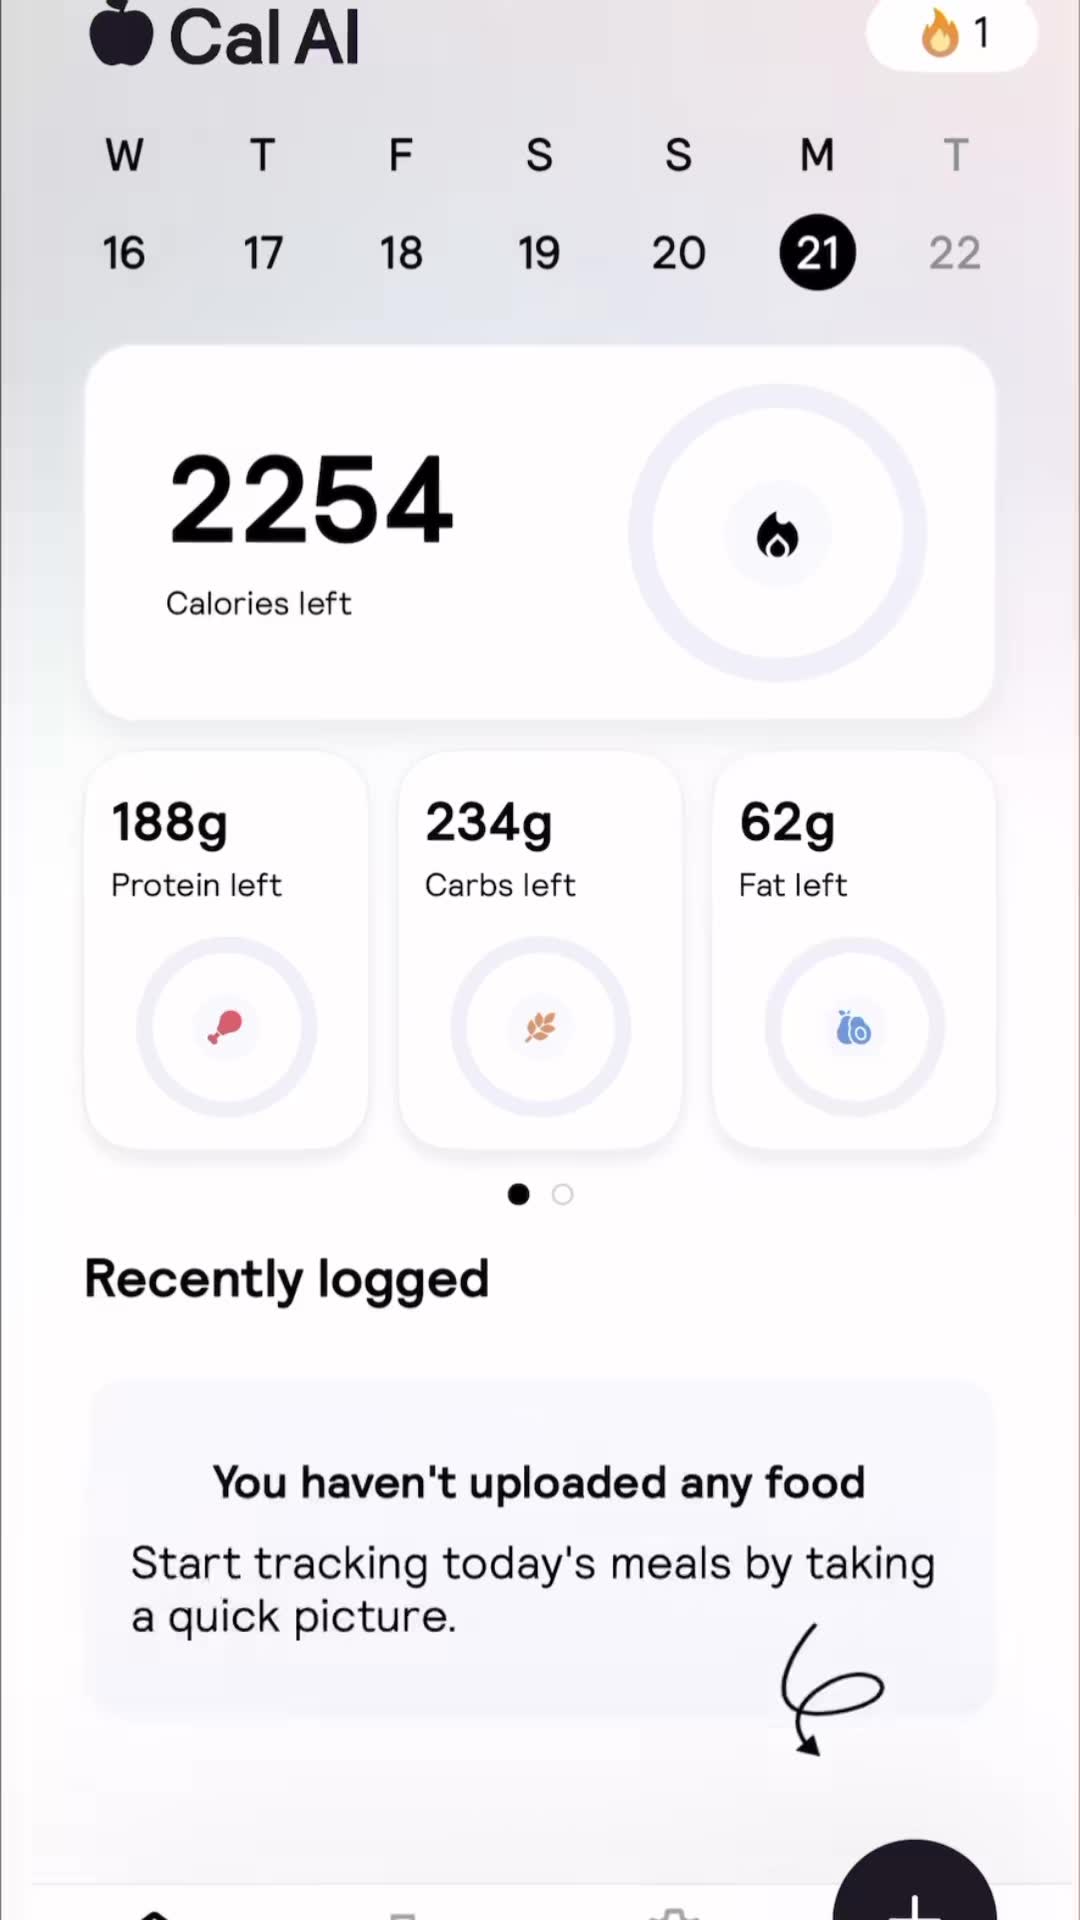 Cal AI
1
W T F S S M T
16 17 18 19 20 21 22
2254
Calories left
188g
Protein left
234g
Carbs left
62g
Fat left
Recently logged
You haven't uploaded any food
Start tracking today's meals by taking
a quick picture.